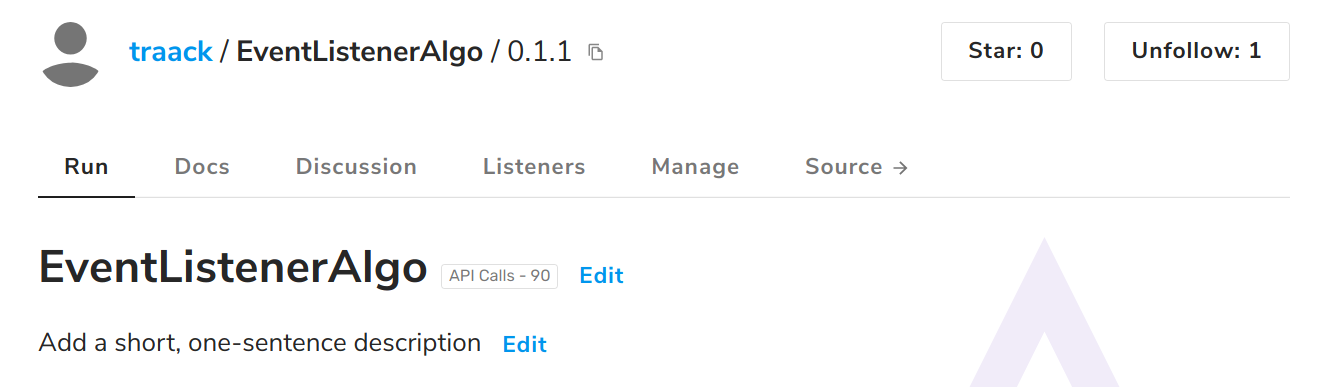 traack / EventListenerAlgo / 0.1.1
Star: 0
Unfollow: 1
Run
Docs
Discussion
Listeners
Manage
Source →
EventListenerAlgo
API Calls - 90
Edit
Add a short, one-sentence description
Edit